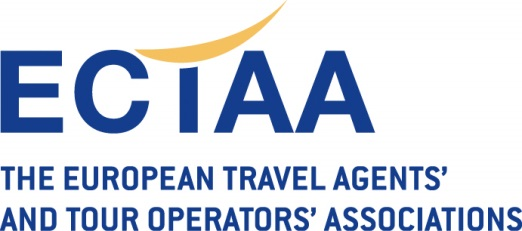 ECTAA
THE EUROPEAN TRAVEL AGENTS’
AND TOUR OPERATORS’ ASSOCIATIONS